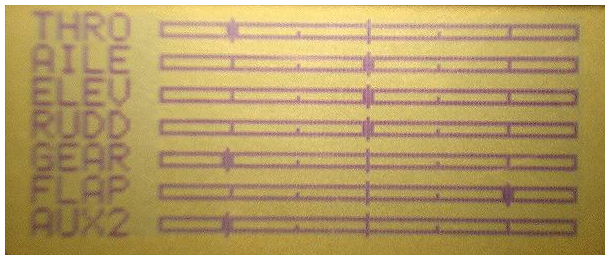 THRO
AILE
ELEV
RUDD
GEAR
FLAP
AUX2